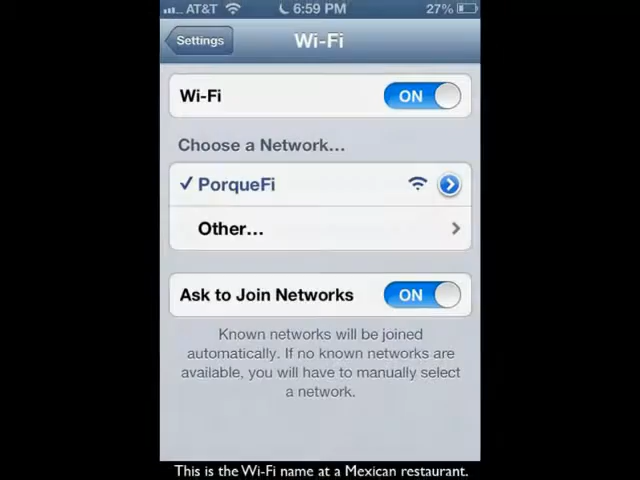 AT&T 6:59 PM 27%
Settings Wi-Fi
Wi-Fi ON
Choose a Network...
✓ PorqueFi
Other...
Ask to Join Networks ON
Known networks will be joined
automatically. If no known networks are
available, you will have to manually select
a network.
This is the Wi-Fi name at a Mexican restaurant.